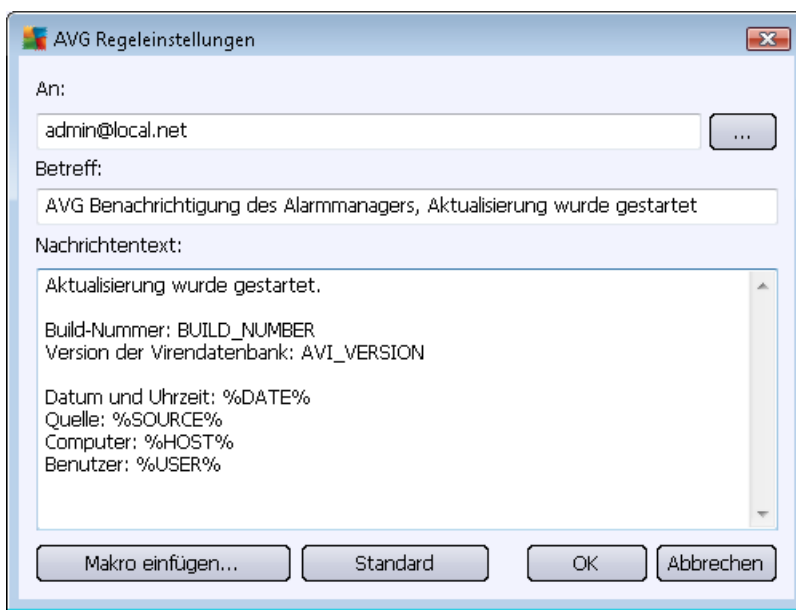 AVG Regeleinstellungen
An:
admin@local.net
...
Betreff:
AVG Benachrichtigung des Alarmmanagers, Aktualisierung wurde gestartet
Nachrichtentext:
Aktualisierung wurde gestartet.
Build-Nummer: BUILD_NUMBER
Version der Virendatenbank: AVI_VERSION
Datum und Uhrzeit: %DATE%
Quelle: %SOURCE%
Computer: %HOST%
Benutzer: %USER%
Makro einfügen... Standard OK Abbrechen